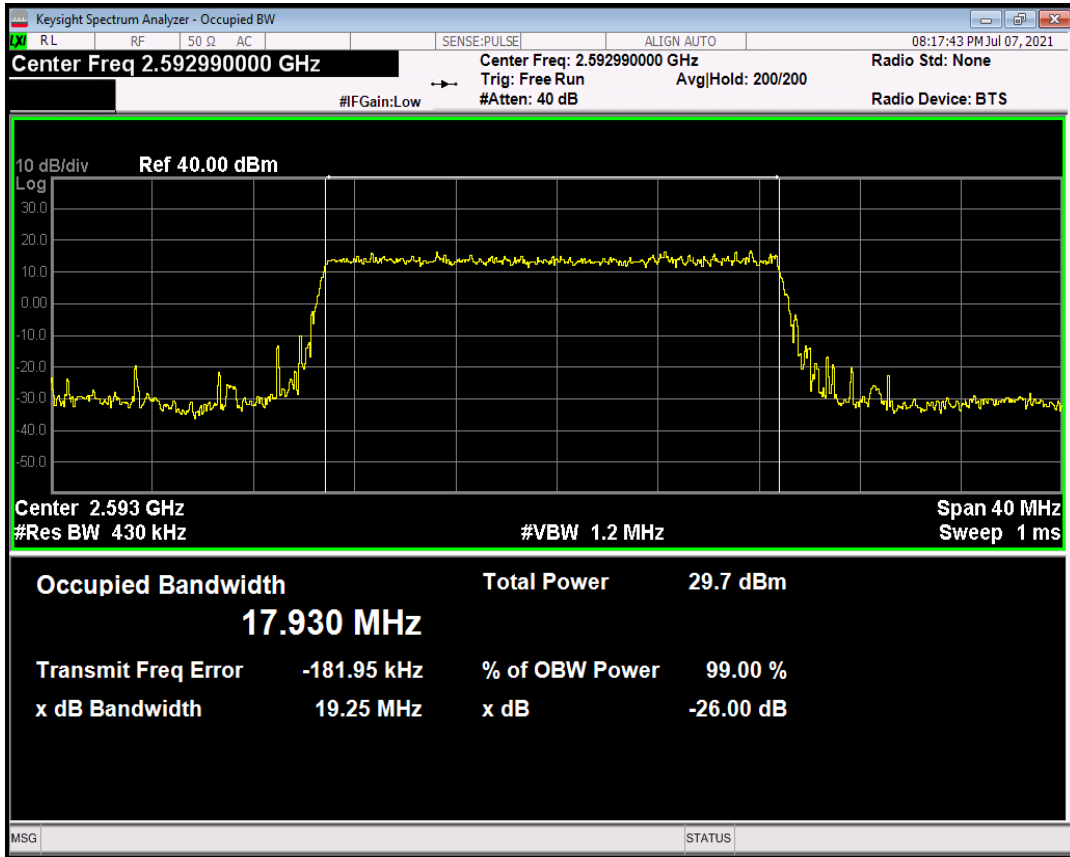 Keysight Spectrum Analyzer - Occupied BW
LXI RL RF 50 Ω AC SENSE:PULSE ALIGN AUTO 08:17:43 PM Jul 07, 2021
Center Freq 2.592990000 GHz
Center Freq: 2.592990000 GHz Radio Std: None
Trig: Free Run Avg|Hold: 200/200
#IFGain:Low #Atten: 40 dB Radio Device: BTS
10 dB/div Ref 40.00 dBm
Log
30.0
20.0
10.0
0.00
-10.0
-20.0
-30.0
-40.0
-50.0
Center 2.593 GHz Span 40 MHz
#Res BW 430 kHz #VBW 1.2 MHz Sweep 1 ms
Occupied Bandwidth Total Power 29.7 dBm
17.930 MHz
Transmit Freq Error -181.95 kHz % of OBW Power 99.00 %
x dB Bandwidth 19.25 MHz x dB -26.00 dB
MSG STATUS